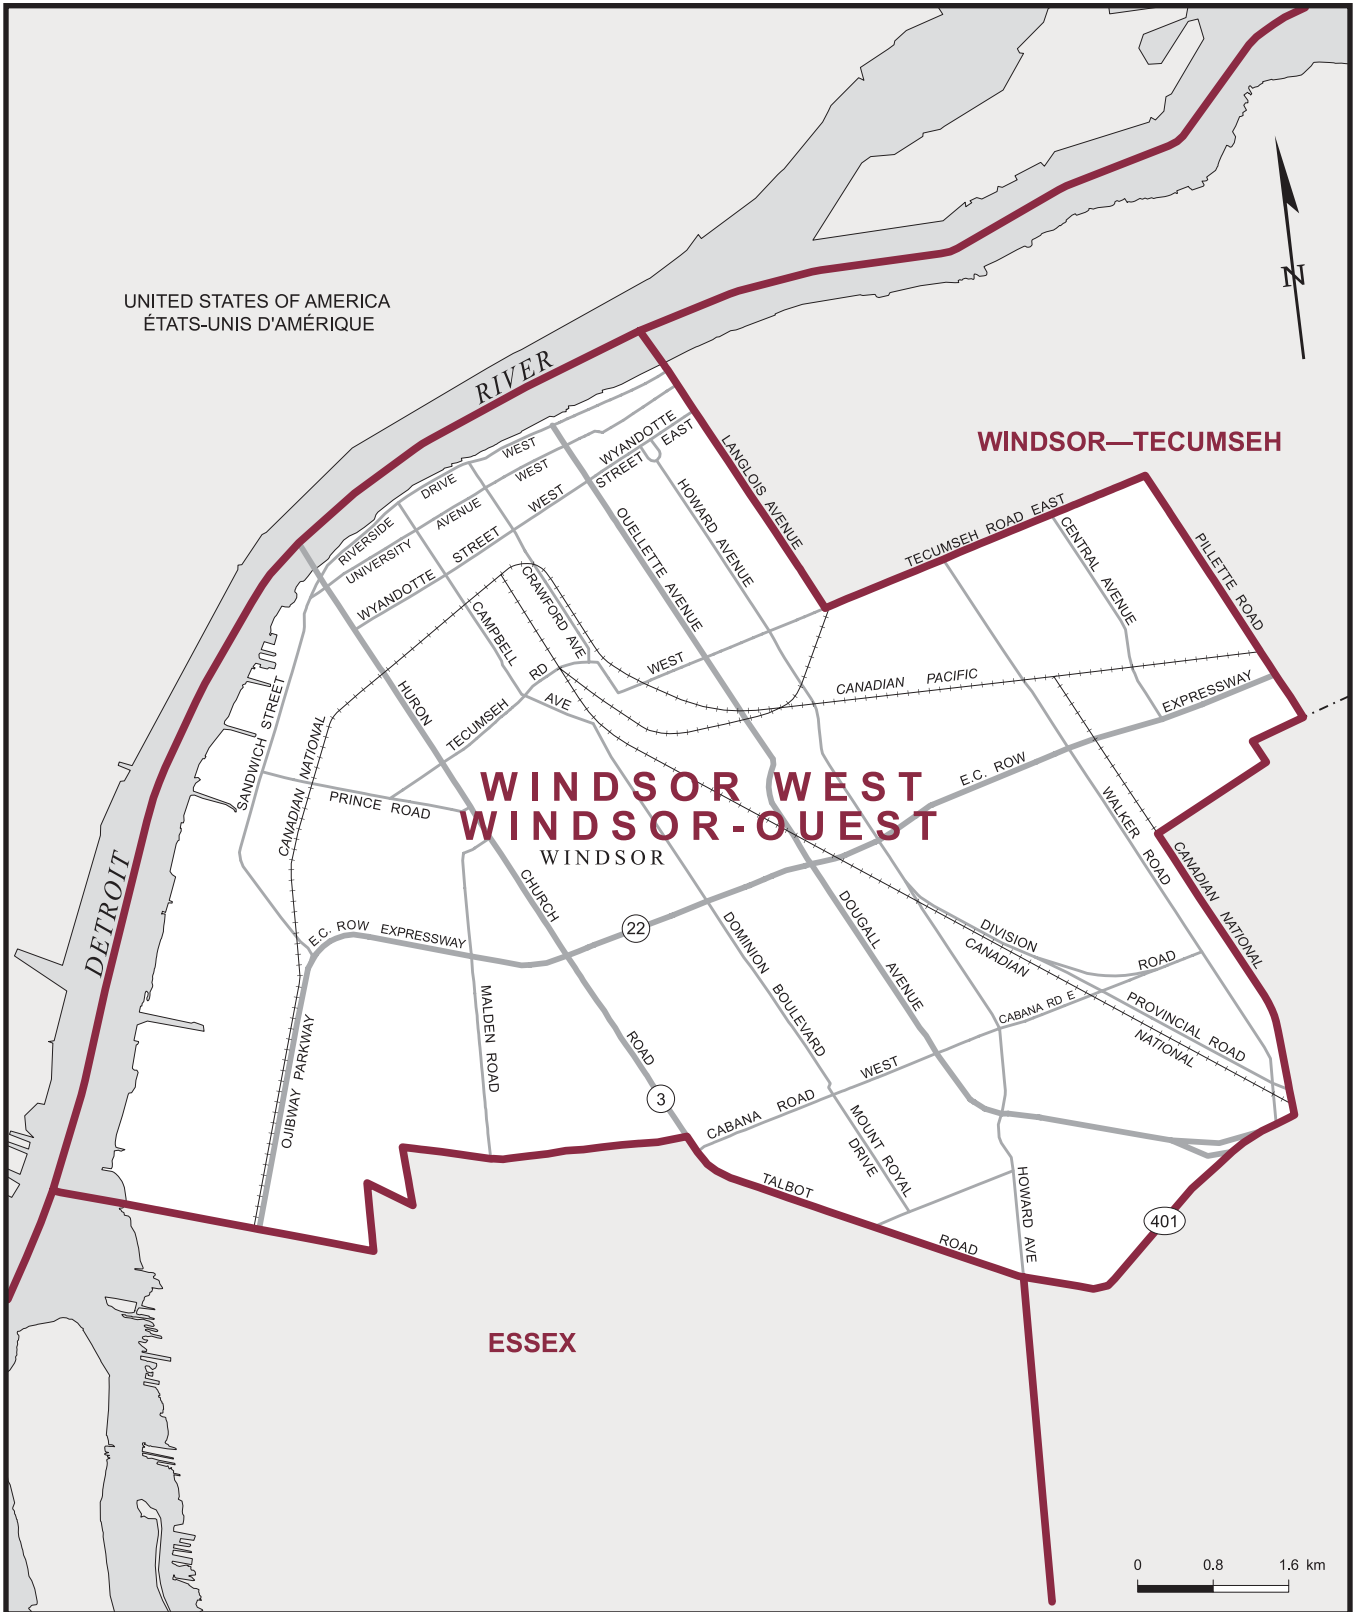 UNITED STATES OF AMERICA
ÉTATS-UNIS D'AMÉRIQUE
N
RIVER
WINDSOR—TECUMSEH
LANGLOIS AVENUE
TECUMSEH ROAD EAST
CENTRAL AVENUE
PILLETTE ROAD
RIVERSIDE DRIVE WEST
UNIVERSITY AVENUE WEST
WYANDOTTE STREET WEST
WYANDOTTE
STREET EAST
HOWARD AVENUE
OUELLETTE AVENUE
CRAWFORD AVE
CAMPBELL AVE
TECUMSEH RD WEST
CANADIAN PACIFIC
EXPRESSWAY
E.C. ROW
HURON
SANDWICH STREET
CANADIAN NATIONAL
PRINCE ROAD
WINDSOR WEST
WINDSOR-OUEST
WINDSOR
WALKER ROAD
CANADIAN NATIONAL
DETROIT
CHURCH
E.C. ROW EXPRESSWAY
22
DOMINION BOULEVARD
DOUGALL AVENUE
DIVISION ROAD
CANADIAN NATIONAL
CABANA RD E
PROVINCIAL ROAD
OJIBWAY PARKWAY
MALDEN ROAD
ROAD
3
CABANA ROAD WEST
MOUNT ROYAL
DRIVE
TALBOT ROAD
HOWARD AVE
401
ESSEX
0 0.8 1.6 km